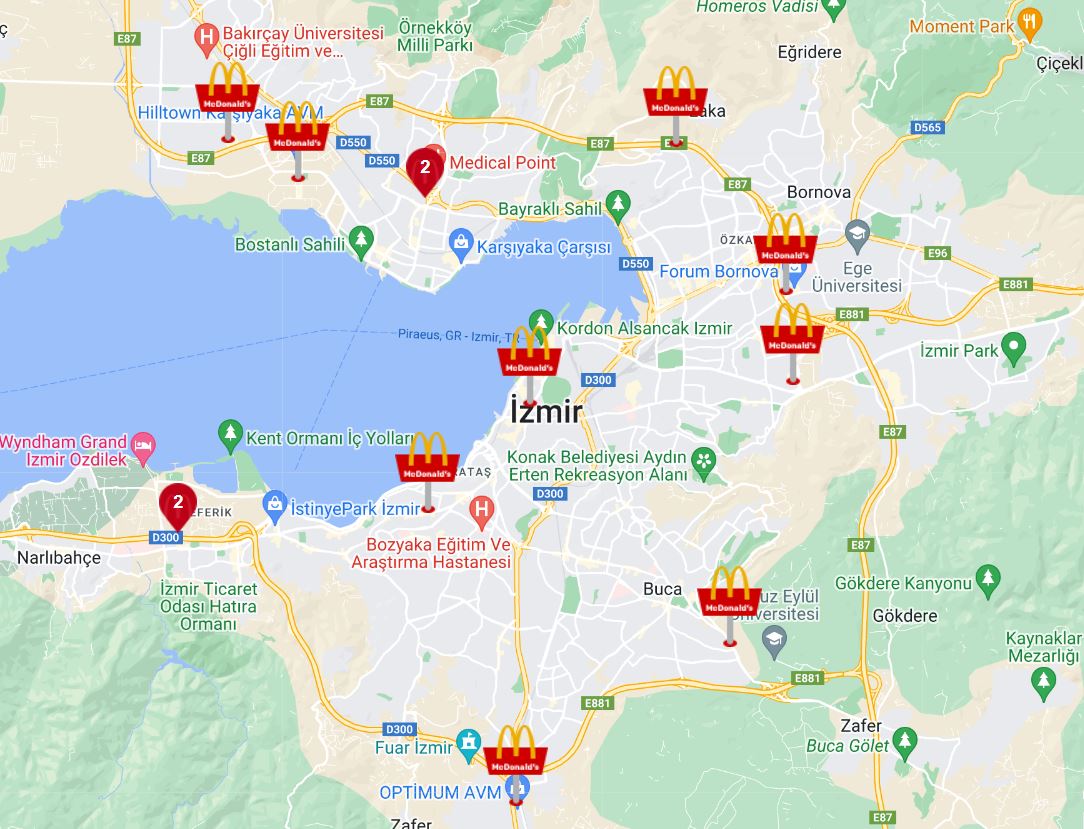 Homeros Vadisi
Moment Park
E87
Bakırçay Üniversitesi
Çiğli Eğitim ve...
Örnekköy
Milli Parkı
Eğridere
Çiçekl
McDonald's
McDonald's
E87
Hilltown Karşıyaka AVM
McDonald's
D565
D550
E87
E87
D550
2
Medical Point
E87
Bornova
Bayraklı Sahil
Bostanlı Sahili
Karşıyaka Çarşısı
ÖZKA
McDonald's
E96
D550
Forum Bornova
Ege
Üniversitesi
E881
E881
Piraeus, GR - Izmir, TR
Kordon Alsancak Izmir
McDonald's
McDonald's
İzmir Park
D300
İzmir
E87
Wyndham Grand
Izmir Ozdilek
Kent Ormanı İç Yolları
McDonald's
RATAŞ
Konak Belediyesi Aydın
Erten Rekreasyon Alanı
D300
2
EFERİK
İstinyePark İzmir
D300
Narlıbahçe
Bozyaka Eğitim Ve
Araştırma Hastanesi
E87
İzmir Ticaret
Odası Hatıra
Ormanı
Buca
McDonald's
uz Eylül
Üniversitesi
Gökdere Kanyonu
Gökdere
Kaynaklar
Mezarlığı
E881
E881
D300
Fuar İzmir
McDonald's
Zafer
Buca Gölet
OPTİMUM AVM
Zafer
E87